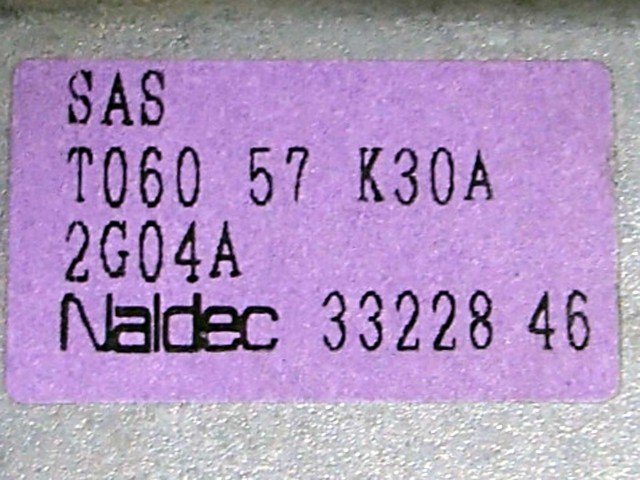 SAS
T060 57 K30A
2G04A
Naldec 33228 46